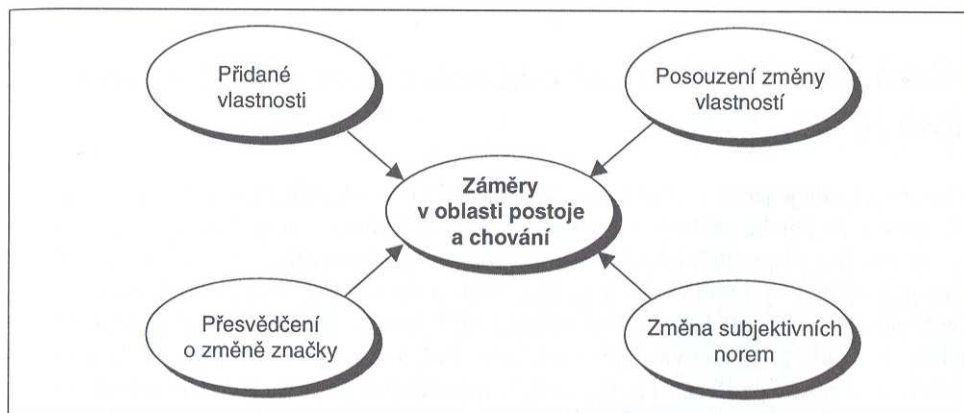 Přidané
vlastnosti
Posouzení změny
vlastností
Záměry
v oblasti postoje
a chování
Přesvědčení
o změně značky
Změna subjektivních
norem